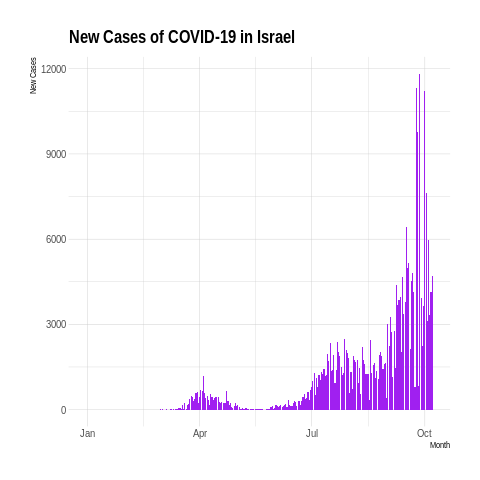 New Cases of COVID-19 in Israel
New Cases
12000
9000
6000
3000
0
Jan Apr Jul Oct
Month